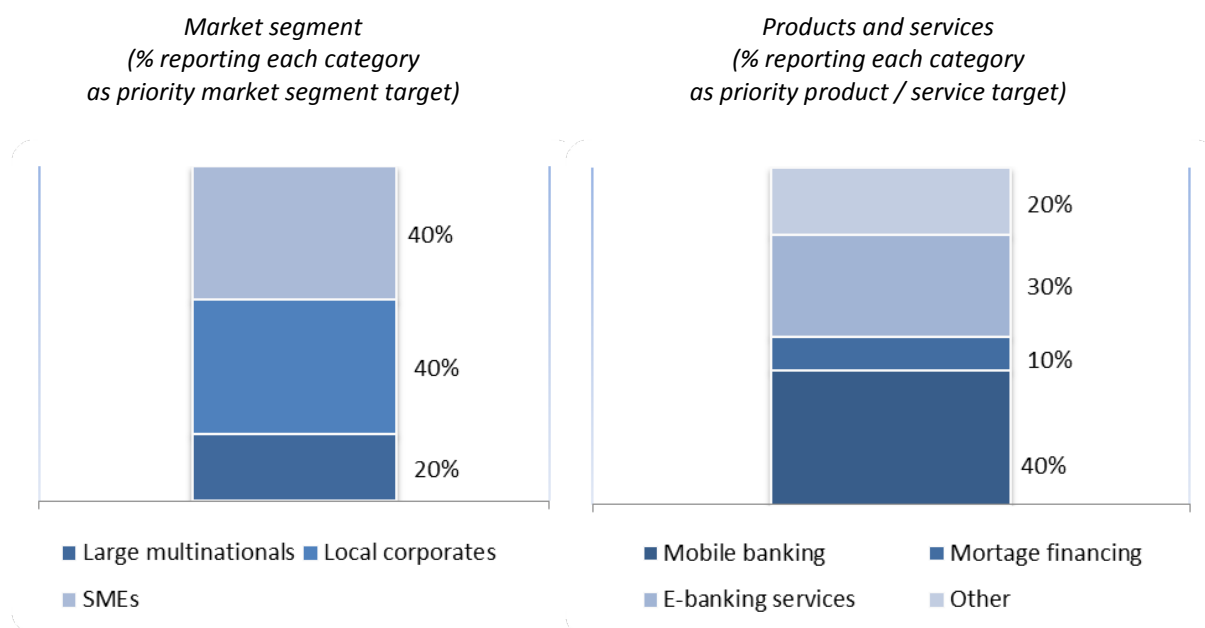 Market segment
(% reporting each category
as priority market segment target)
40%
40%
20%
Large multinationals
Local corporates
SMEs
Products and services
(% reporting each category
as priority product / service target)
20%
30%
10%
40%
Mobile banking
Mortage financing
E-banking services
Other